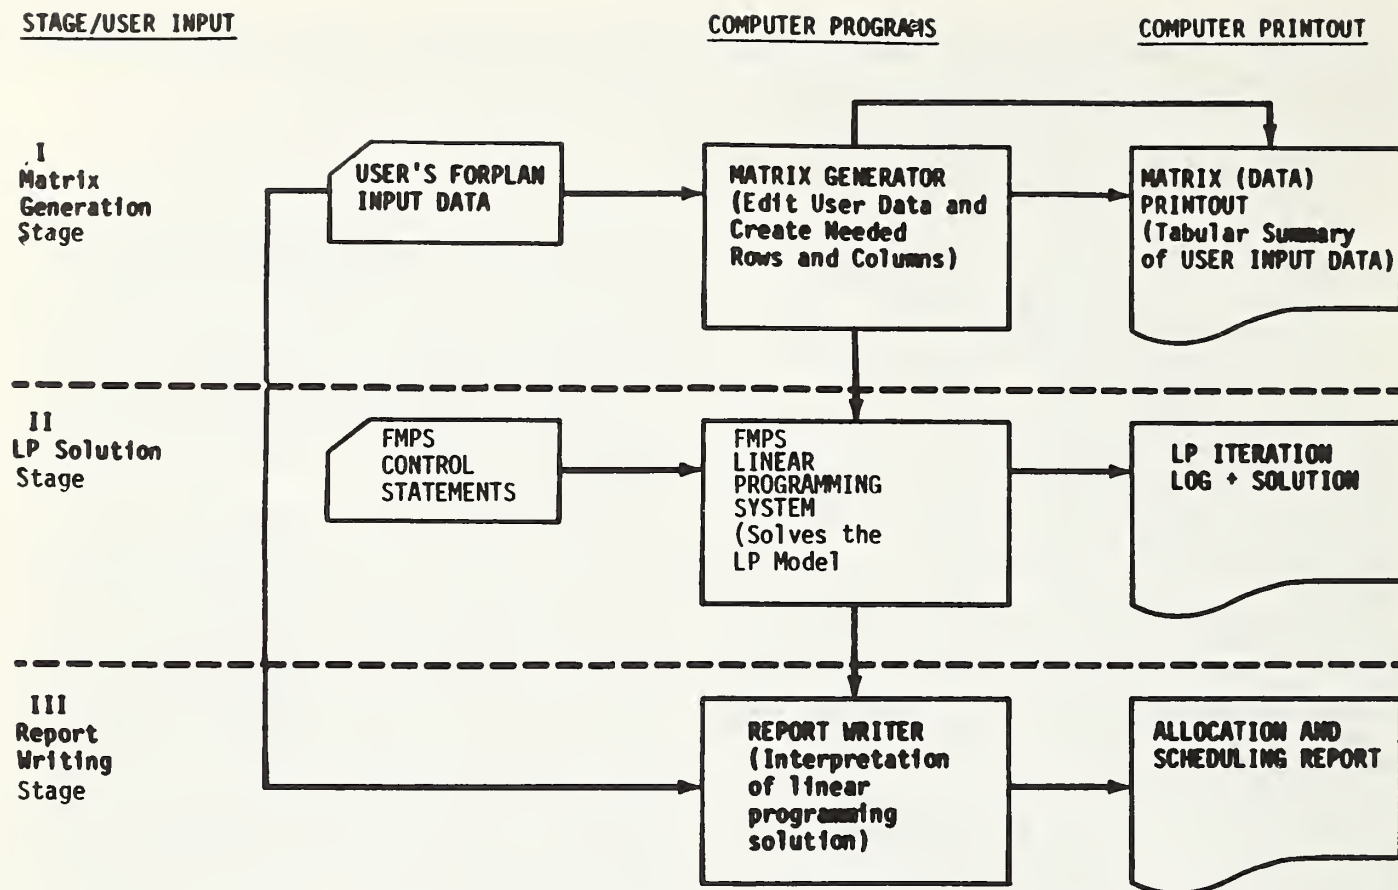 STAGE/USER INPUT
COMPUTER PROGRAMS
COMPUTER PRINTOUT
I
Matrix
Generation
Stage
USER'S FORPLAN
INPUT DATA
MATRIX GENERATOR
(Edit User Data and
Create Needed
Rows and Columns)
MATRIX (DATA)
PRINTOUT
(Tabular Summary
of USER INPUT DATA)
II
LP Solution
Stage
FMPS
CONTROL
STATEMENTS
FMPS
LINEAR
PROGRAMMING
SYSTEM
(Solves the
LP Model
LP ITERATION
LOG + SOLUTION
III
Report
Writing
Stage
REPORT WRITER
(Interpretation
of linear
programming
solution)
ALLOCATION AND
SCHEDULING REPORT